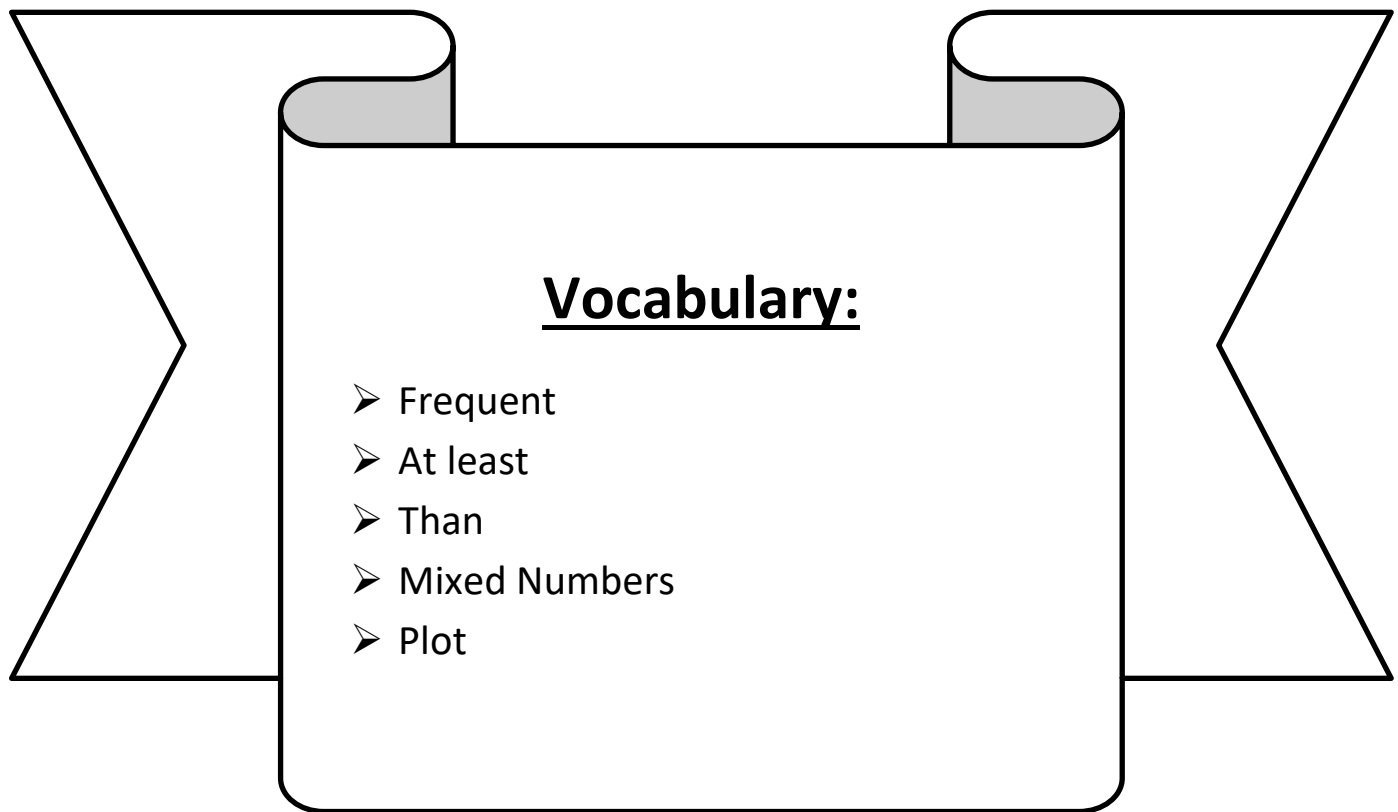 Vocabulary:
➢ Frequent
➢ At least
➢ Than
➢ Mixed Numbers
➢ Plot